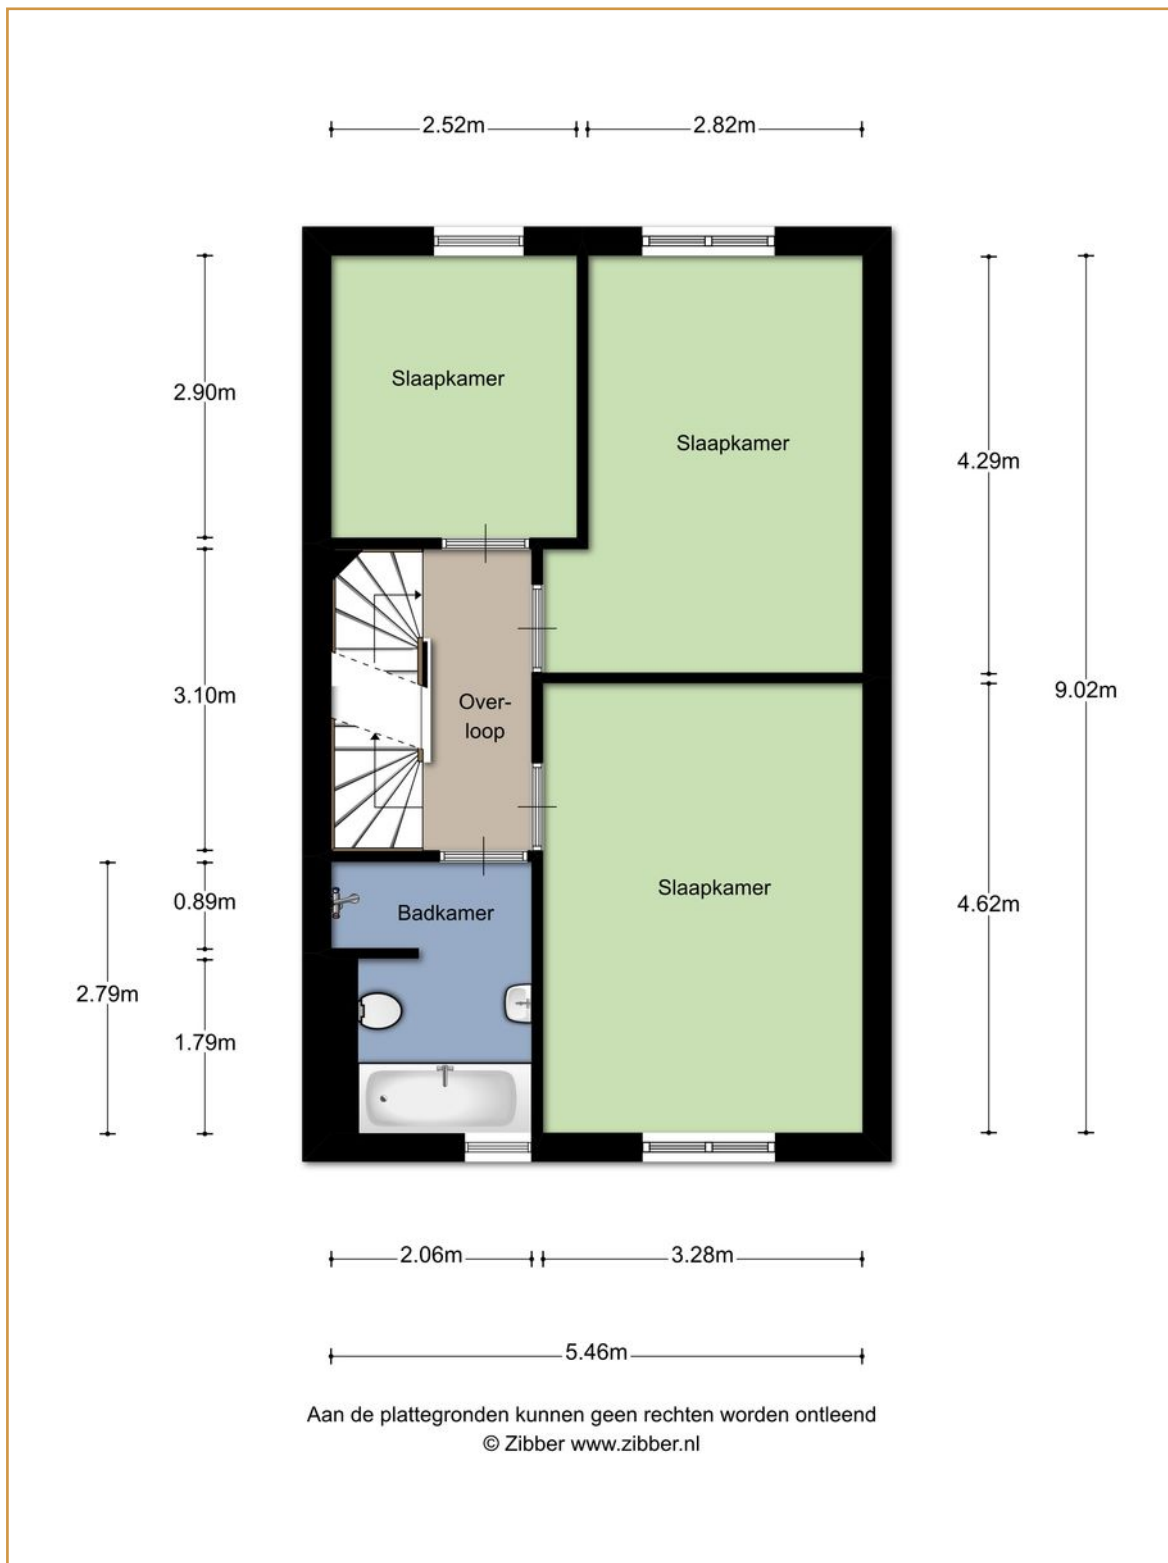 2.52m
2.82m
Slaapkamer
2.90m
Slaapkamer
4.29m
3.10m
Over-
loop
9.02m
Slaapkamer
0.89m
Badkamer
4.62m
2.79m
1.79m
2.06m
3.28m
5.46m
Aan de plattegronden kunnen geen rechten worden ontleend
© Zibber www.zibber.nl